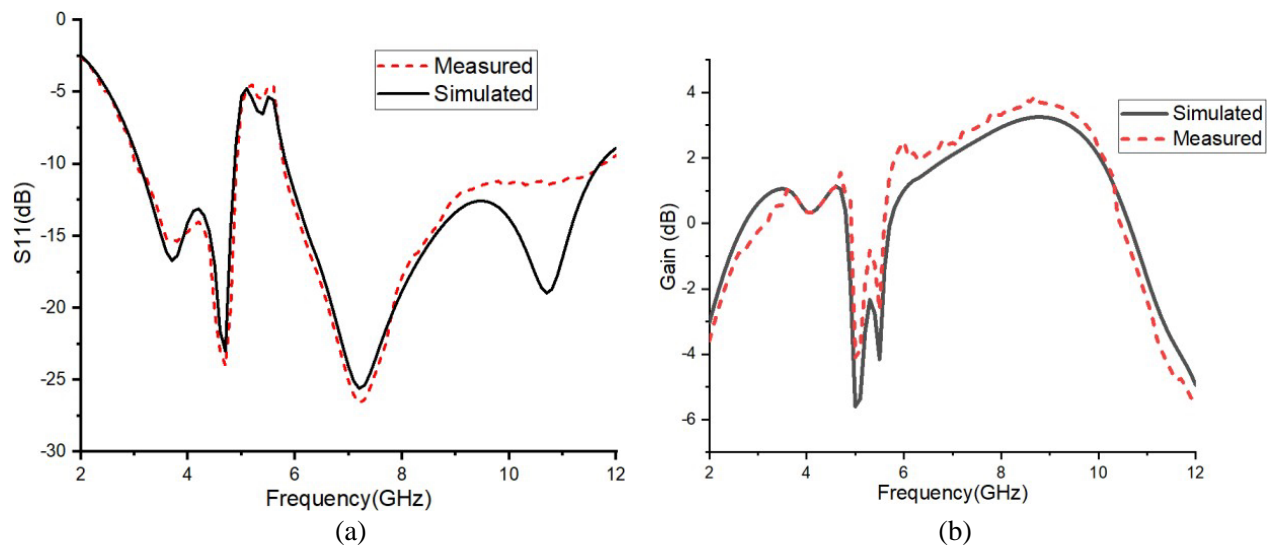 0
-5
-10
-15
-20
-25
-30
S11(dB)
Measured
Simulated
2 4 6 8 10 12
Frequency(GHz)
(a)
4
2
0
-2
-4
-6
Gain (dB)
Simulated
Measured
2 4 6 8 10 12
Frequency(GHz)
(b)